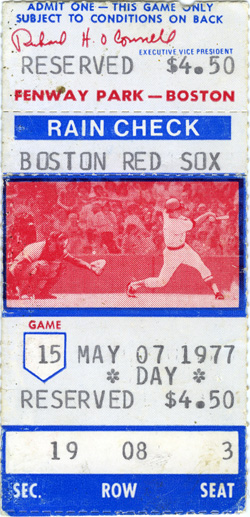 ADMIT ONE — THIS GAME ONLY
SUBJECT TO CONDITIONS ON BACK
Richard H. O'Connell
EXECUTIVE VICE PRESIDENT
RESERVED $4.50
FENWAY PARK — BOSTON
RAIN CHECK
BOSTON RED SOX
GAME
15 MAY 07 1977
* DAY *
RESERVED $4.50
19 08 3
SEC. ROW SEAT